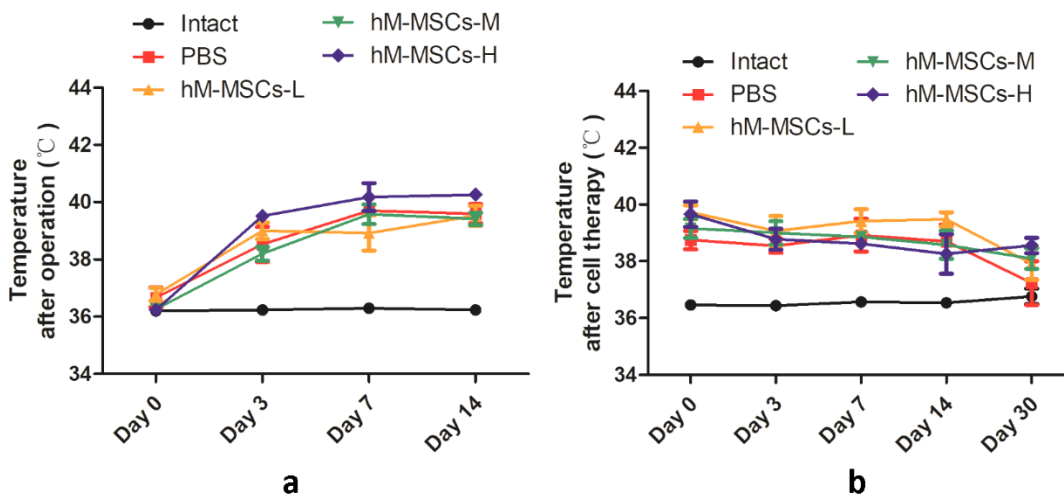 Intact
PBS
hM-MSCs-L
hM-MSCs-M
hM-MSCs-H
Temperature
after operation (℃)
44
42
40
38
36
34
Day 0
Day 3
Day 7
Day 14
a
Intact
PBS
hM-MSCs-L
hM-MSCs-M
hM-MSCs-H
Temperature
after cell therapy (℃)
44
42
40
38
36
34
Day 0
Day 3
Day 7
Day 14
Day 30
b